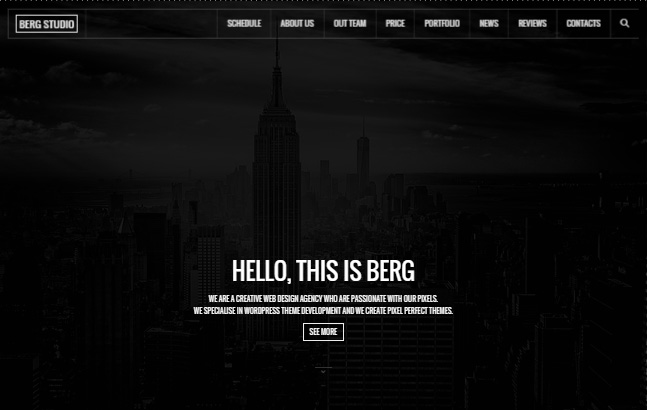 BERG STUDIO
SCHEDULE ABOUT US OUT TEAM PRICE PORTFOLIO NEWS REVIEWS CONTACTS
HELLO, THIS IS BERG
WE ARE A CREATIVE WEB DESIGN AGENCY WHO ARE PASSIONATE WITH OUR PIXELS.
WE SPECIALISE IN WORDPRESS THEME DEVELOPMENT AND WE CREATE PIXEL PERFECT THEMES.
SEE MORE